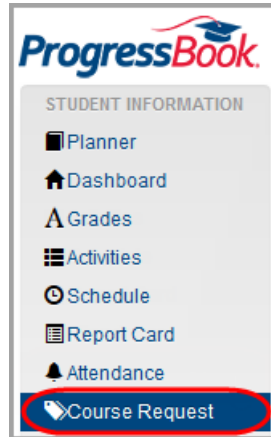 ProgressBook
STUDENT INFORMATION
Planner
Dashboard
Grades
Activities
Schedule
Report Card
Attendance
Course Request